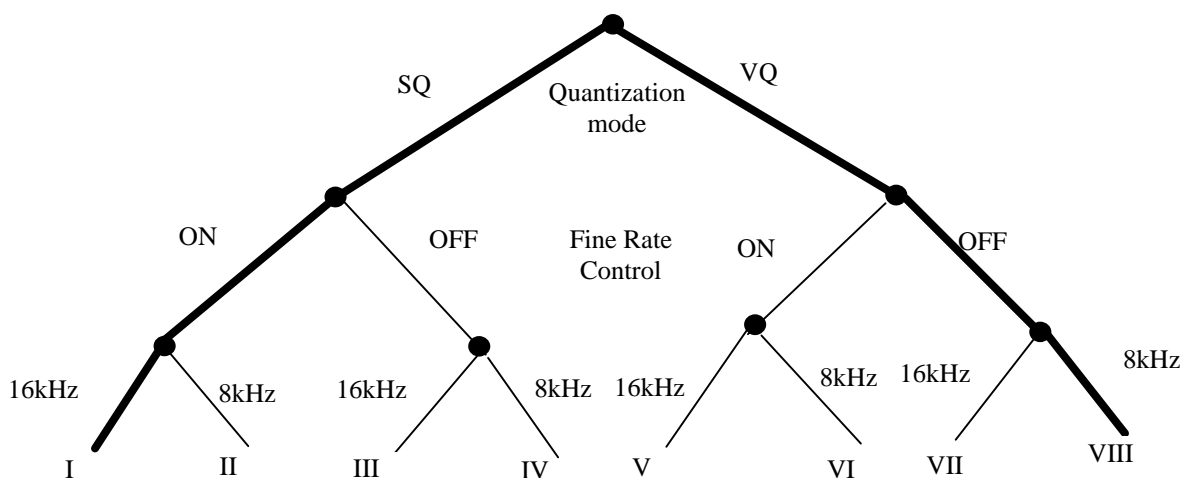 SQ
VQ
Quantization
mode
ON
OFF
Fine Rate
Control
ON
OFF
16kHz
8kHz
16kHz
8kHz
16kHz
8kHz
16kHz
8kHz
I
II
III
IV
V
VI
VII
VIII